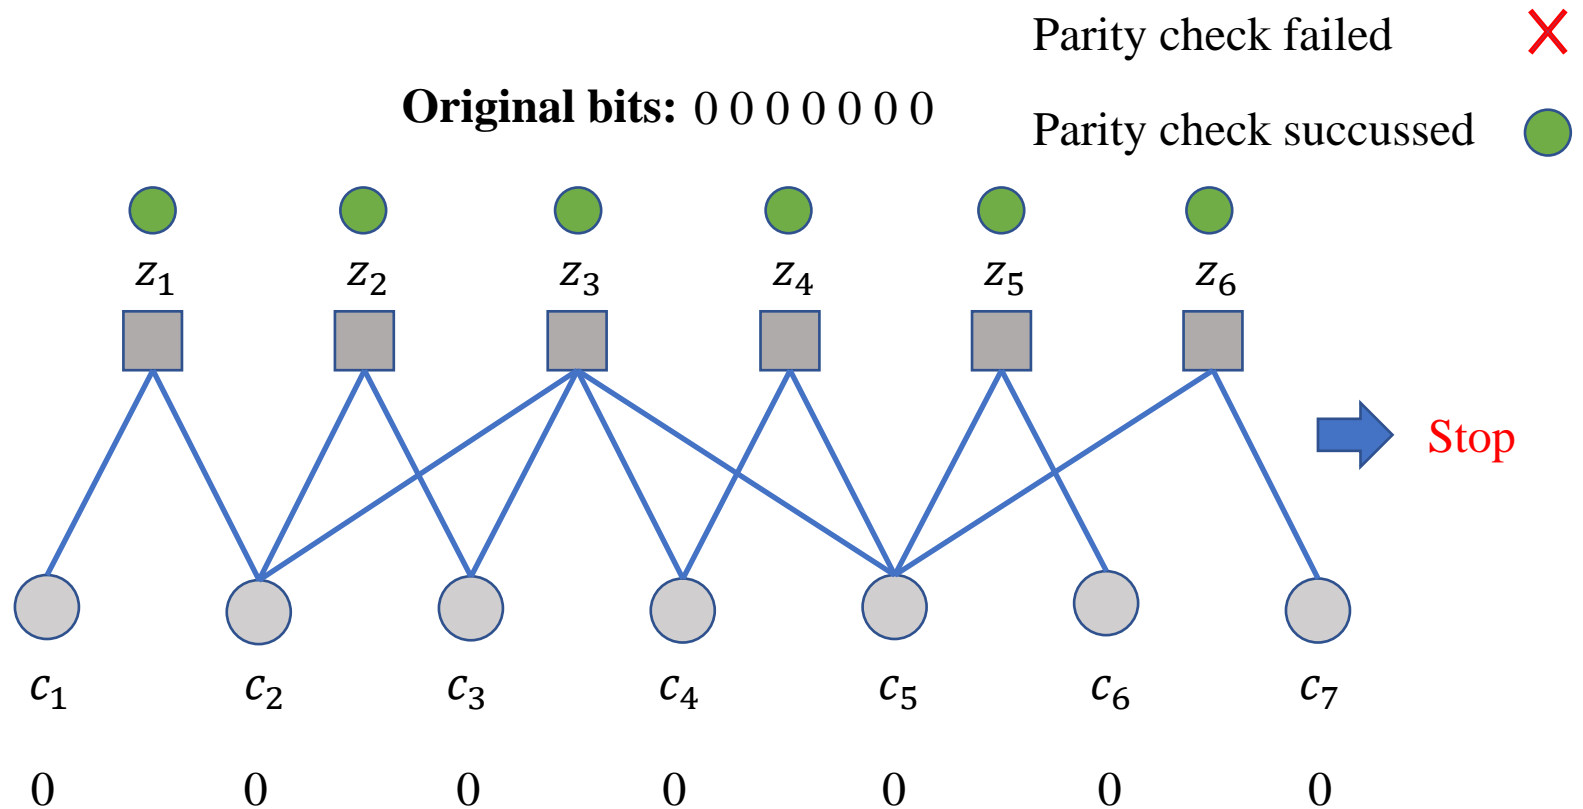 Parity check failed
Original bits: 0 0 0 0 0 0 0
Parity check succussed
z₁ z₂ z₃ z₄ z₅ z₆
Stop
c₁ c₂ c₃ c₄ c₅ c₆ c₇
0 0 0 0 0 0 0